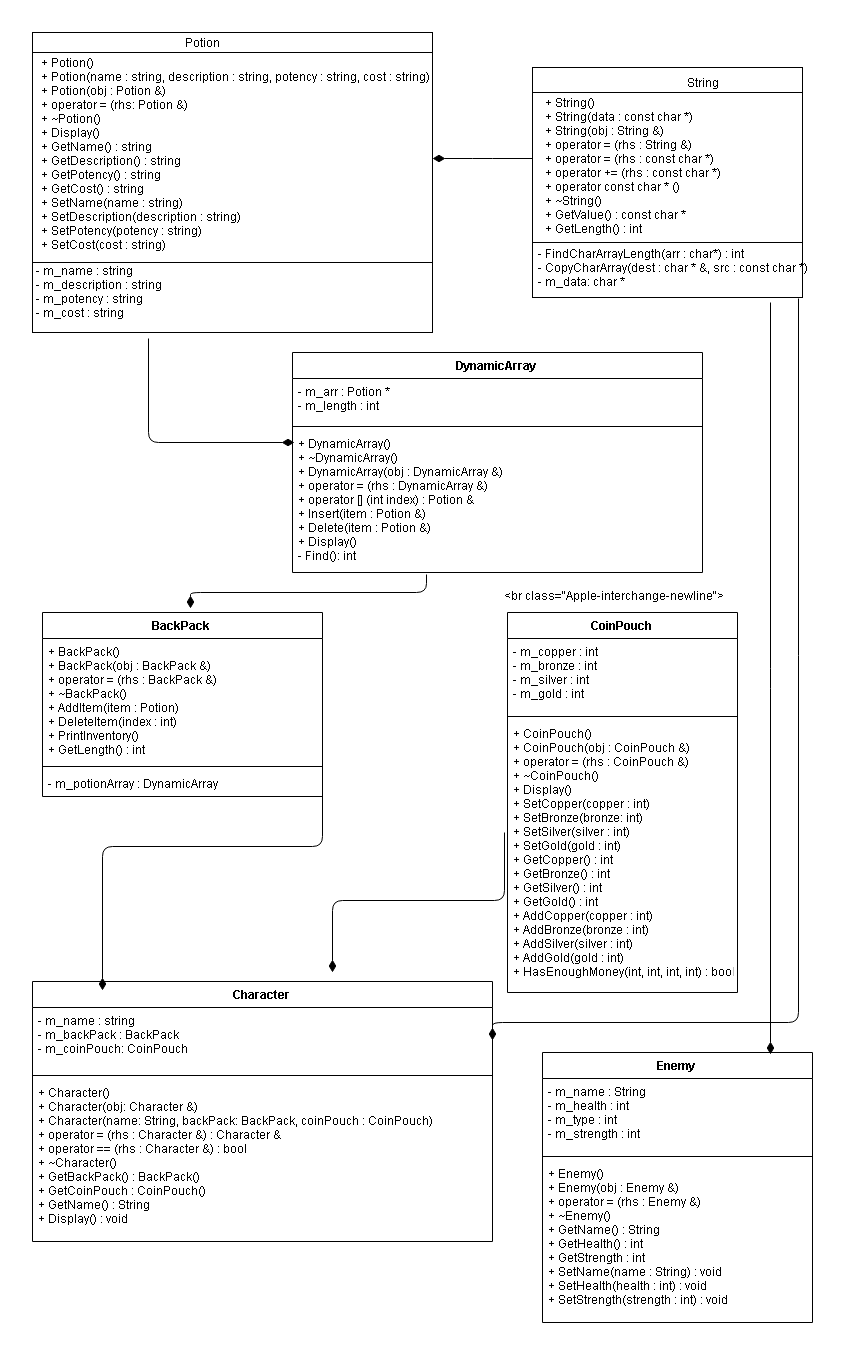 Potion
+ Potion()
+ Potion(name : string, description : string, potency : string, cost : string)
+ Potion(obj : Potion &)
+ operator = (rhs: Potion &)
+ ~Potion()
+ Display()
+ GetName() : string
+ GetDescription() : string
+ GetPotency() : string
+ GetCost() : string
+ SetName(name : string)
+ SetDescription(description : string)
+ SetPotency(potency : string)
+ SetCost(cost : string)
- m_name : string
- m_description : string
- m_potency : string
- m_cost : string
String
+ String()
+ String(data : const char *)
+ String(obj : String &)
+ operator = (rhs : String &)
+ operator = (rhs : const char *)
+ operator += (rhs : const char *)
+ operator const char * ()
+ ~String()
+ GetValue() : const char *
+ GetLength() : int
- FindCharArrayLength(arr : char*) : int
- CopyCharArray(dest : char * &, src : const char *)
- m_data: char *
DynamicArray
- m_arr : Potion *
- m_length : int
+ DynamicArray()
+ ~DynamicArray()
+ DynamicArray(obj : DynamicArray &)
+ operator = (rhs : DynamicArray &)
+ operator [] (int index) : Potion &
+ Insert(item : Potion &)
+ Delete(item : Potion &)
+ Display()
- Find(): int
<br class="Apple-interchange-newline">
BackPack
+ BackPack()
+ BackPack(obj : BackPack &)
+ operator = (rhs : BackPack &)
+ ~BackPack()
+ AddItem(item : Potion)
+ DeleteItem(index : int)
+ PrintInventory()
+ GetLength() : int
- m_potionArray : DynamicArray
CoinPouch
- m_copper : int
- m_bronze : int
- m_silver : int
- m_gold : int
+ CoinPouch()
+ CoinPouch(obj : CoinPouch &)
+ operator = (rhs : CoinPouch &)
+ ~CoinPouch()
+ Display()
+ SetCopper(copper : int)
+ SetBronze(bronze: int)
+ SetSilver(silver : int)
+ SetGold(gold : int)
+ GetCopper() : int
+ GetBronze() : int
+ GetSilver() : int
+ GetGold() : int
+ AddCopper(copper : int)
+ AddBronze(bronze : int)
+ AddSilver(silver : int)
+ AddGold(gold : int)
+ HasEnoughMoney(int, int, int, int) : bool
Character
- m_name : string
- m_backPack : BackPack
- m_coinPouch: CoinPouch
+ Character()
+ Character(obj: Character &)
+ Character(name: String, backPack: BackPack, coinPouch : CoinPouch)
+ operator = (rhs : Character &) : Character &
+ operator == (rhs : Character &) : bool
+ ~Character()
+ GetBackPack() : BackPack()
+ GetCoinPouch : CoinPouch()
+ GetName() : String
+ Display() : void
Enemy
- m_name : String
- m_health : int
- m_type : int
- m_strength : int
+ Enemy()
+ Enemy(obj : Enemy &)
+ operator = (rhs : Enemy &)
+ ~Enemy()
+ GetName() : String
+ GetHealth() : int
+ GetStrength : int
+ SetName(name : String) : void
+ SetHealth(health : int) : void
+ SetStrength(strength : int) : void